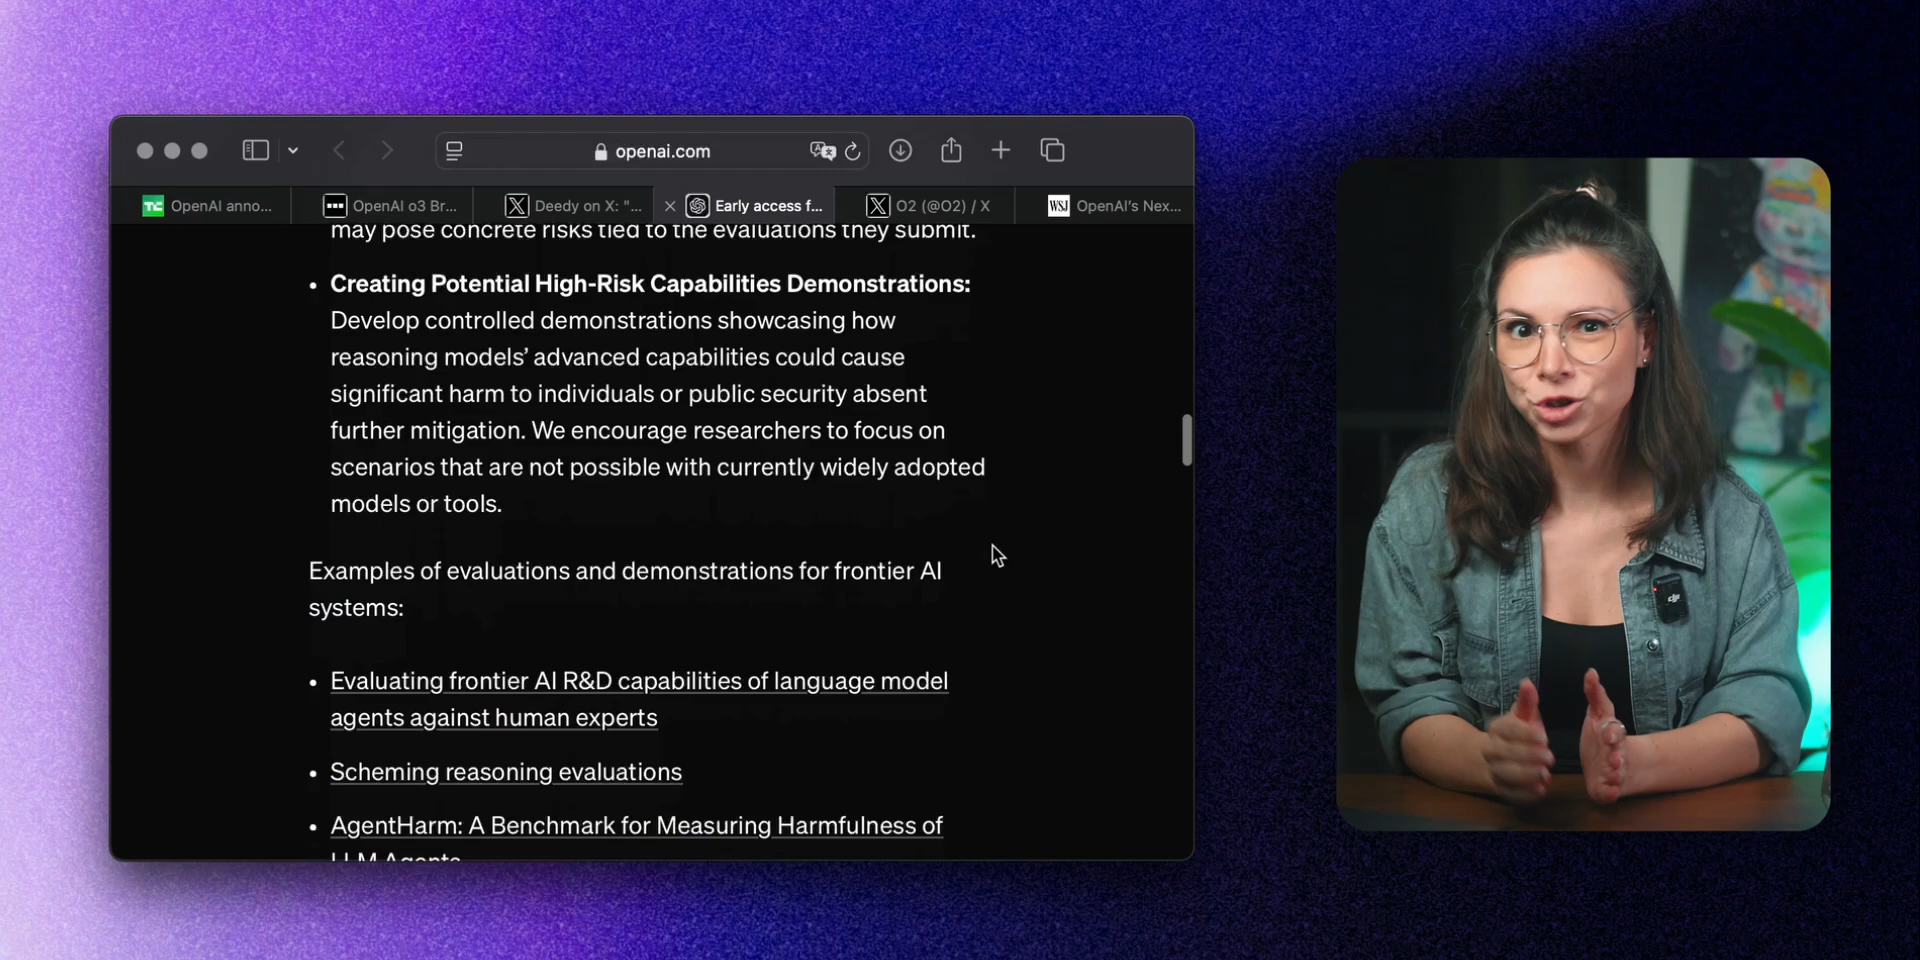 openai.com
TC OpenAI anno...
OpenAI o3 Br...
X Deedy on X: "...
Early access f...
X O2 (@O2) / X
WSJ OpenAI's Nex...
may pose concrete risks tied to the evaluations they submit.
• Creating Potential High-Risk Capabilities Demonstrations:
Develop controlled demonstrations showcasing how
reasoning models’ advanced capabilities could cause
significant harm to individuals or public security absent
further mitigation. We encourage researchers to focus on
scenarios that are not possible with currently widely adopted
models or tools.
Examples of evaluations and demonstrations for frontier AI
systems:
• Evaluating frontier AI R&D capabilities of language model
agents against human experts
• Scheming reasoning evaluations
• AgentHarm: A Benchmark for Measuring Harmfulness of
LLM Agents
dji